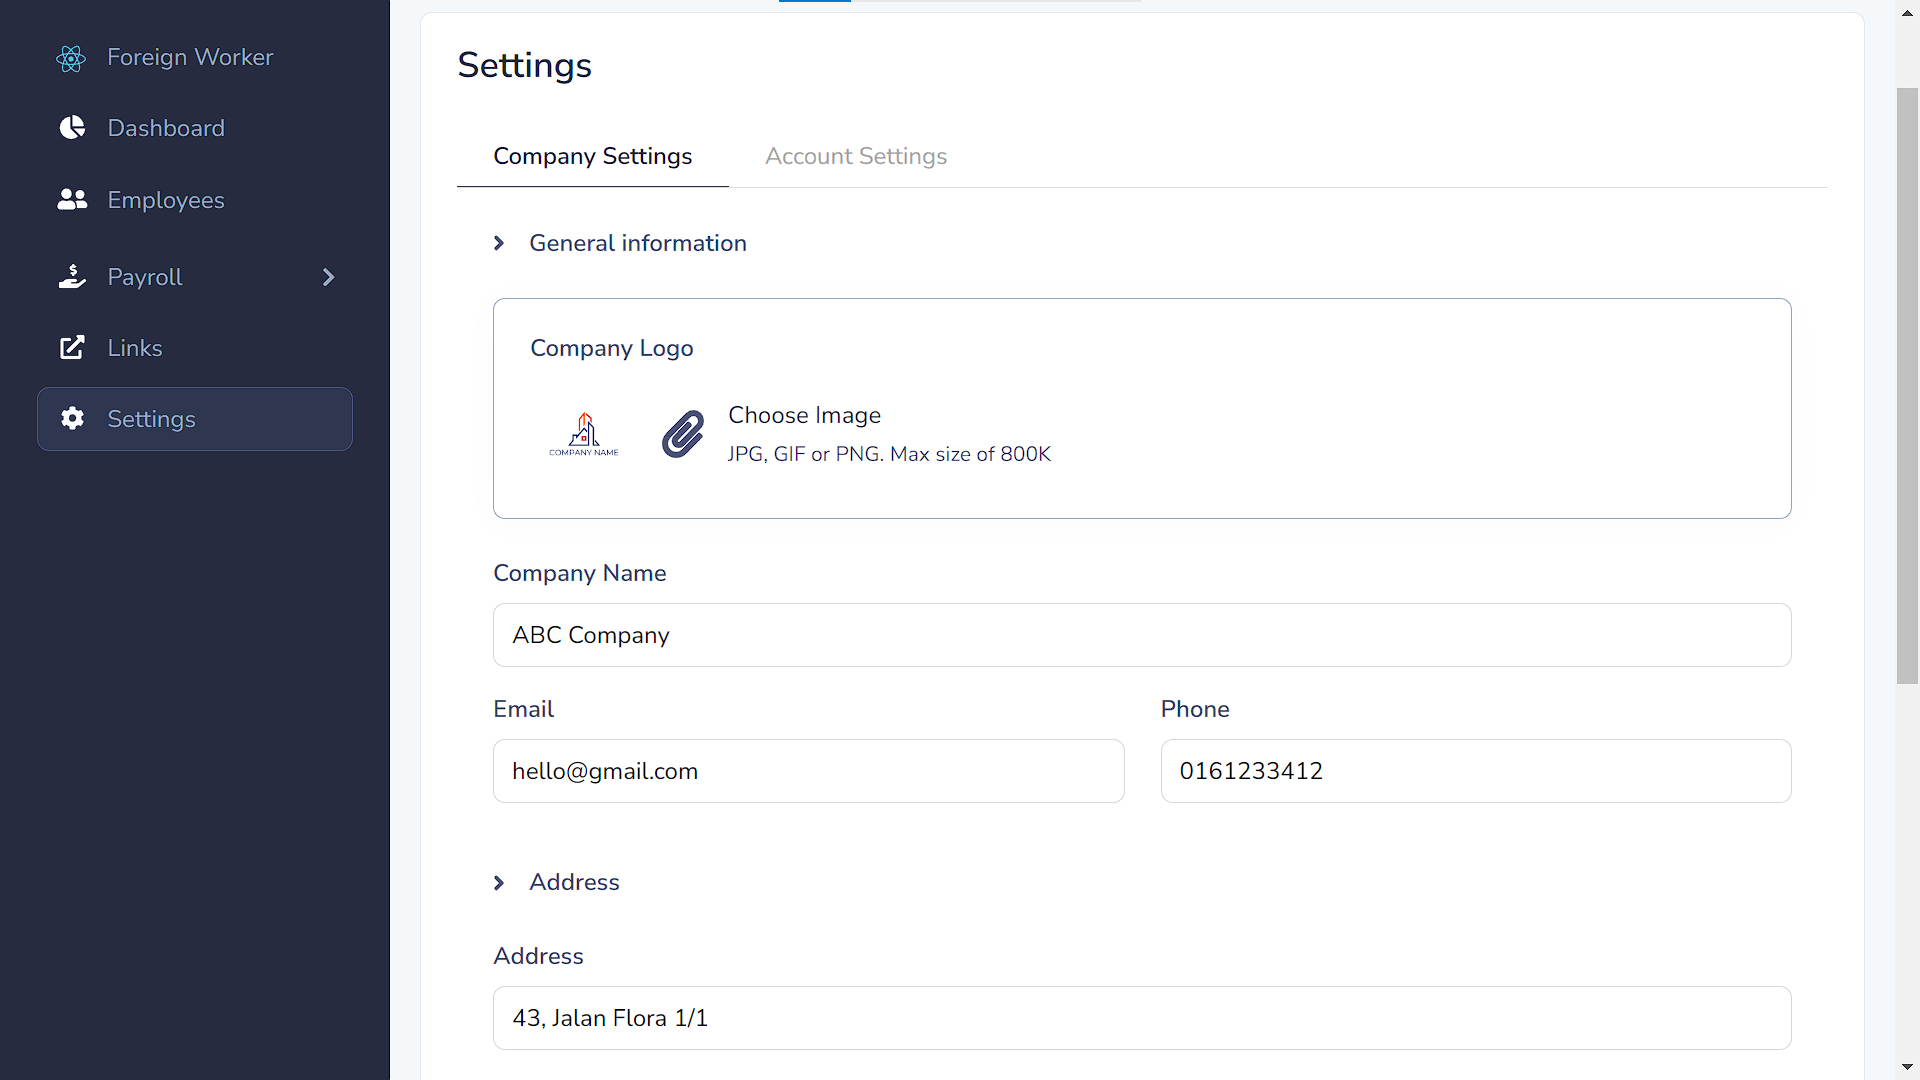 Foreign Worker
Dashboard
Employees
Payroll
Links
Settings
Settings
Company Settings
Account Settings
General information
Company Logo
COMPANY NAME
Choose Image
JPG, GIF or PNG. Max size of 800K
Company Name
ABC Company
Email
Phone
hello@gmail.com
0161233412
Address
Address
43, Jalan Flora 1/1